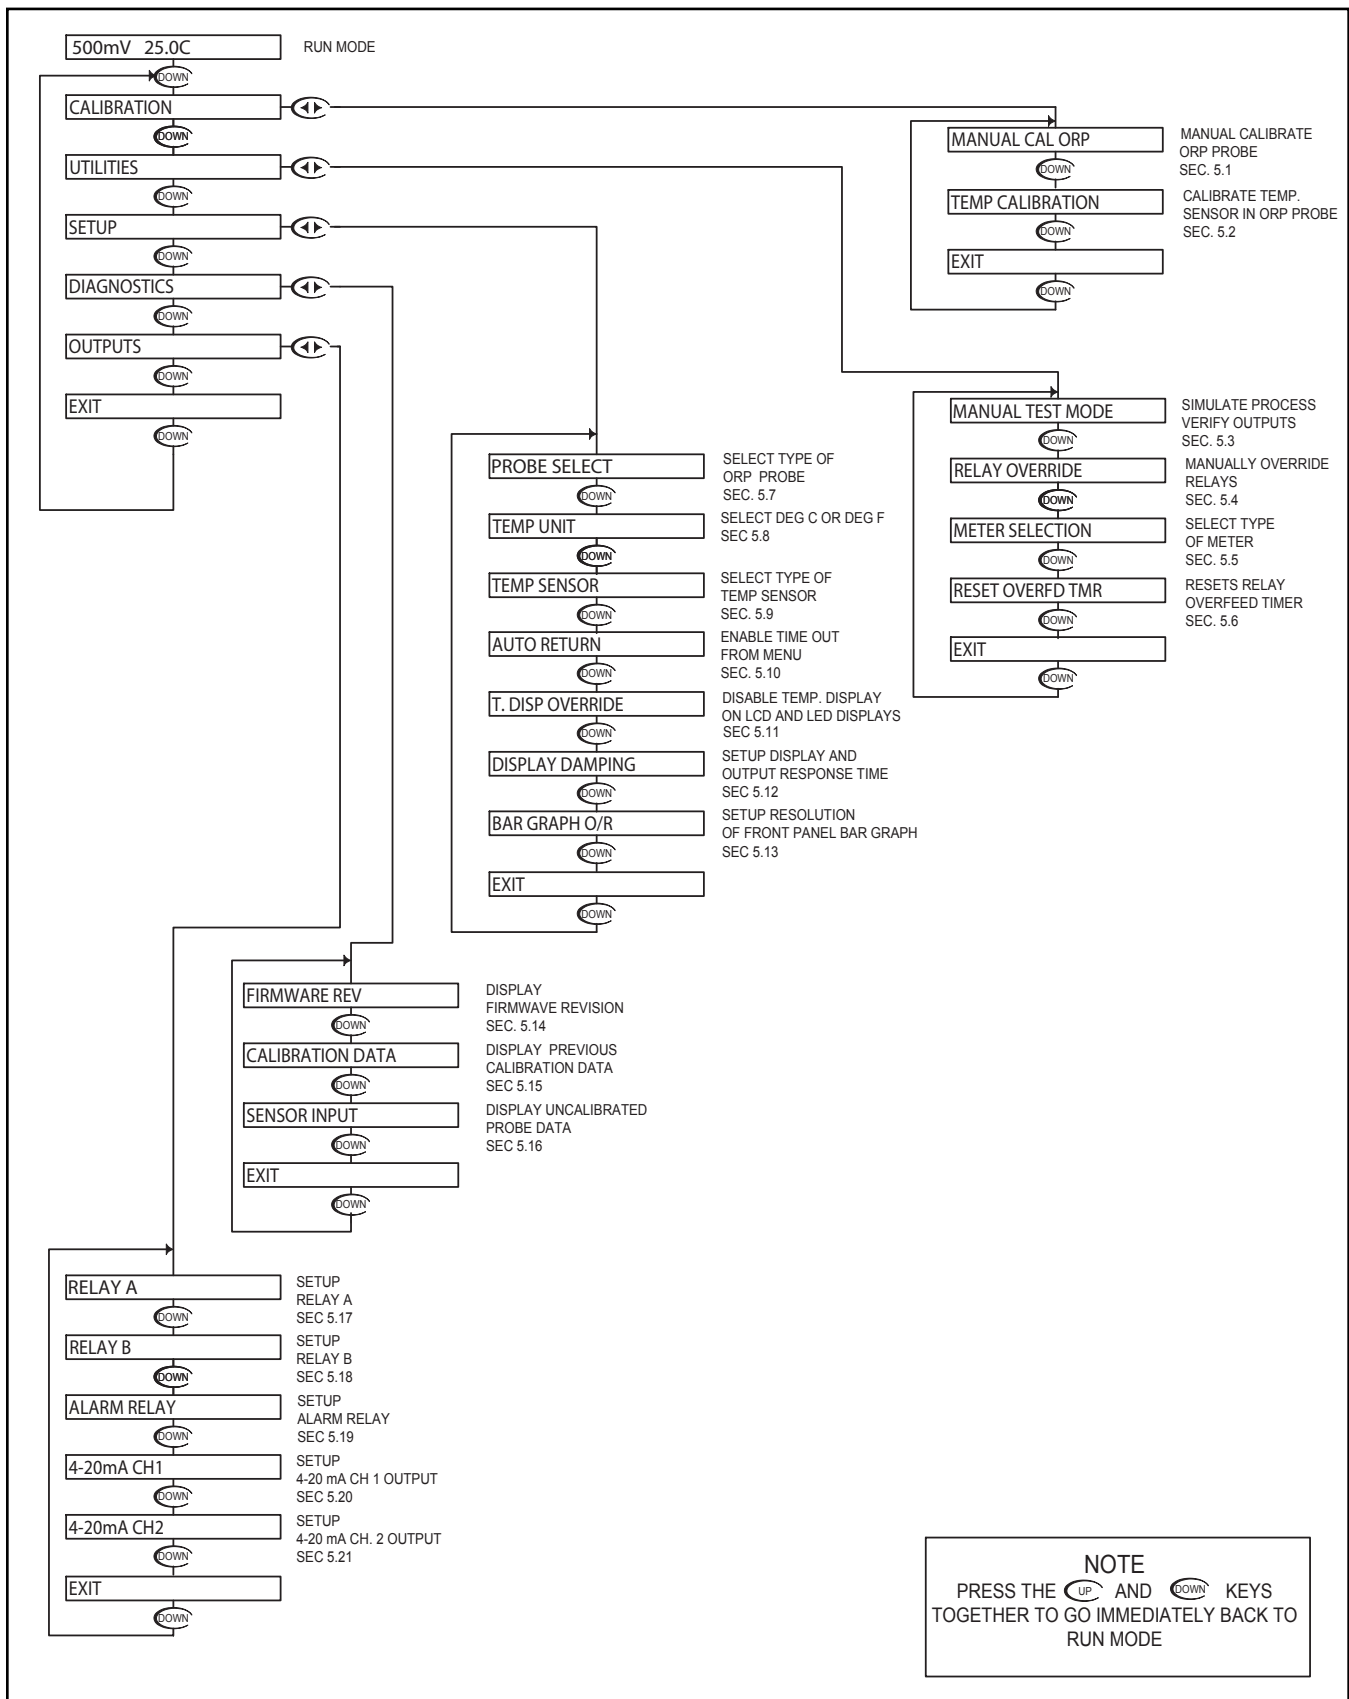 500mV 25.0C
RUN MODE
DOWN
CALIBRATION
DOWN
UTILITIES
DOWN
SETUP
DOWN
DIAGNOSTICS
DOWN
OUTPUTS
DOWN
EXIT
DOWN
MANUAL CAL ORP
MANUAL CALIBRATE
ORP PROBE
SEC. 5.1
DOWN
TEMP CALIBRATION
CALIBRATE TEMP.
SENSOR IN ORP PROBE
SEC. 5.2
DOWN
EXIT
DOWN
MANUAL TEST MODE
SIMULATE PROCESS
VERIFY OUTPUTS
SEC. 5.3
DOWN
RELAY OVERRIDE
MANUALLY OVERRIDE
RELAYS
SEC. 5.4
DOWN
METER SELECTION
SELECT TYPE
OF METER
SEC. 5.5
DOWN
RESET OVERFD TMR
RESETS RELAY
OVERFEED TIMER
SEC. 5.6
DOWN
EXIT
DOWN
PROBE SELECT
SELECT TYPE OF
ORP PROBE
SEC. 5.7
DOWN
TEMP UNIT
SELECT DEG C OR DEG F
SEC 5.8
DOWN
TEMP SENSOR
SELECT TYPE OF
TEMP SENSOR
SEC. 5.9
DOWN
AUTO RETURN
ENABLE TIME OUT
FROM MENU
SEC. 5.10
DOWN
T. DISP OVERRIDE
DISABLE TEMP. DISPLAY
ON LCD AND LED DISPLAYS
SEC 5.11
DOWN
DISPLAY DAMPING
SETUP DISPLAY AND
OUTPUT RESPONSE TIME
SEC 5.12
DOWN
BAR GRAPH O/R
SETUP RESOLUTION
OF FRONT PANEL BAR GRAPH
SEC 5.13
DOWN
EXIT
DOWN
FIRMWARE REV
DISPLAY
FIRMWAVE REVISION
SEC. 5.14
DOWN
CALIBRATION DATA
DISPLAY PREVIOUS
CALIBRATION DATA
SEC 5.15
DOWN
SENSOR INPUT
DISPLAY UNCALIBRATED
PROBE DATA
SEC 5.16
DOWN
EXIT
DOWN
RELAY A
SETUP
RELAY A
SEC 5.17
DOWN
RELAY B
SETUP
RELAY B
SEC 5.18
DOWN
ALARM RELAY
SETUP
ALARM RELAY
SEC 5.19
DOWN
4-20mA CH1
SETUP
4-20 mA CH 1 OUTPUT
SEC 5.20
DOWN
4-20mA CH2
SETUP
4-20 mA CH. 2 OUTPUT
SEC 5.21
DOWN
EXIT
DOWN
NOTE
PRESS THE UP AND DOWN KEYS
TOGETHER TO GO IMMEDIATELY BACK TO
RUN MODE